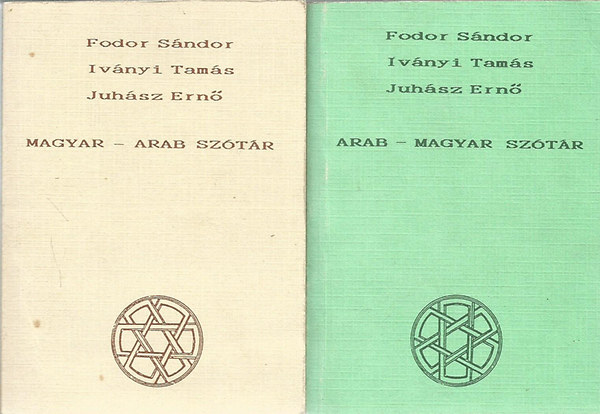 Fodor Sándor
Iványi Tamás
Juhász Ernő
MAGYAR – ARAB SZÓTÁR
Fodor Sándor
Iványi Tamás
Juhász Ernő
ARAB – MAGYAR SZÓTÁR